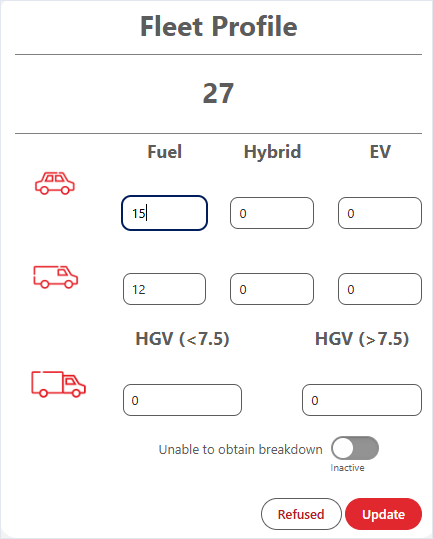 Fleet Profile
27
Fuel Hybrid EV
15 0 0
12 0 0
HGV (<7.5) HGV (>7.5)
0 0
Unable to obtain breakdown
Inactive
Refused Update